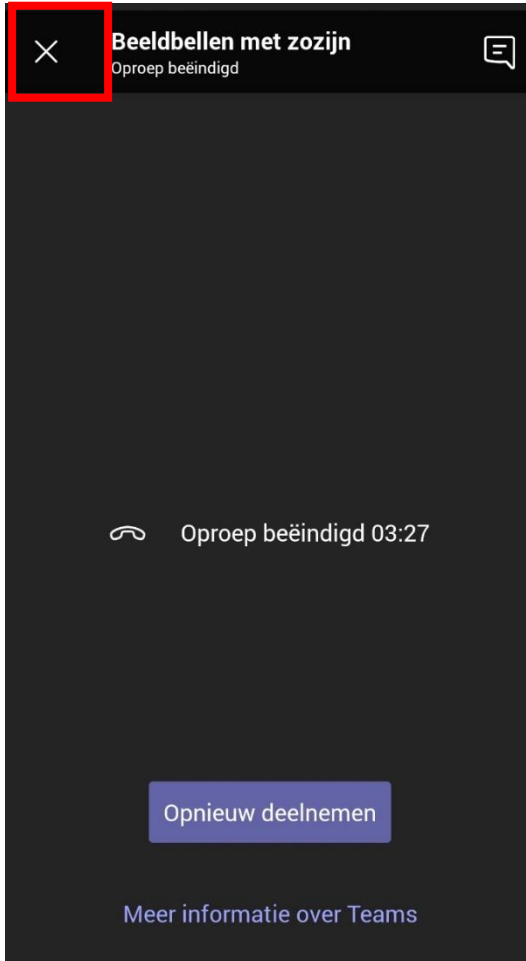 Beeldbellen met zozijn
Oproep beëindigd
Oproep beëindigd 03:27
Opnieuw deelnemen
Meer informatie over Teams